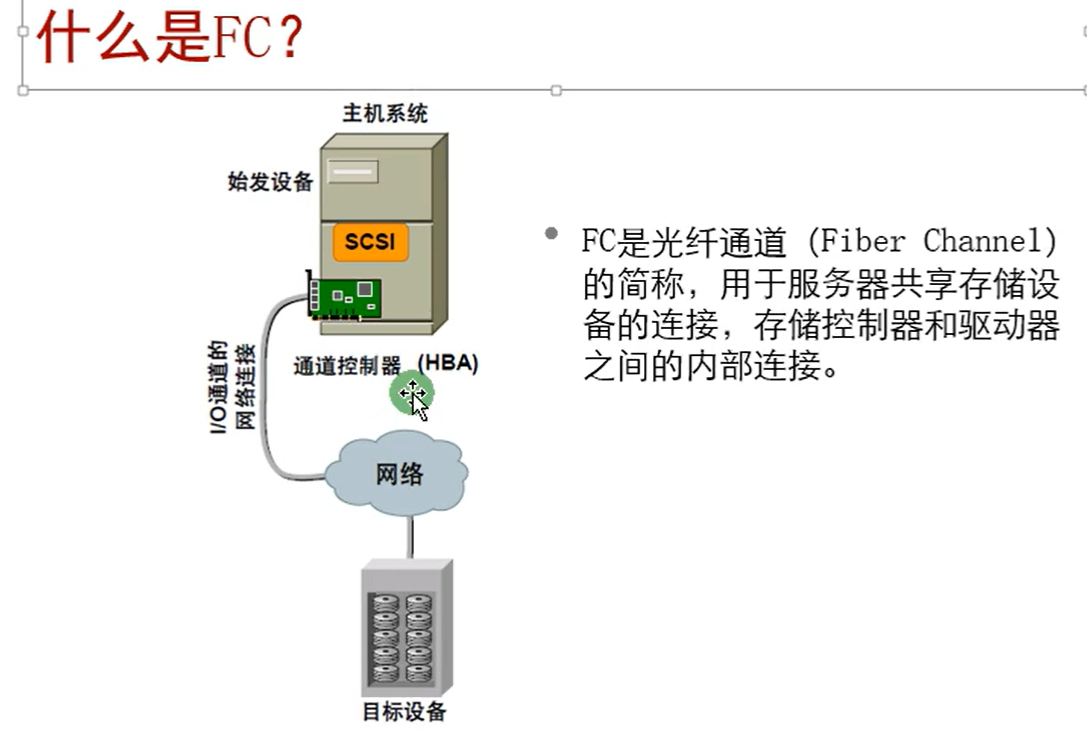 什么是FC？
主机系统
始发设备
SCSI
通道控制器 (HBA)
I/O通道的
网络连接
网络
目标设备
FC是光纤通道（Fiber Channel）
的简称，用于服务器共享存储设
备的连接，存储控制器和驱动器
之间的内部连接。